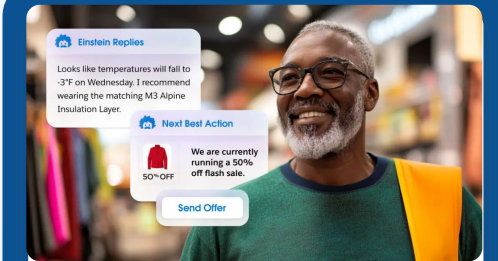 Einstein Replies
Looks like temperatures will fall to
-3°F on Wednesday. I recommend
wearing the matching M3 Alpine
Insulation Layer.
Next Best Action
We are currently
running a 50%
off flash sale.
50% OFF
Send Offer